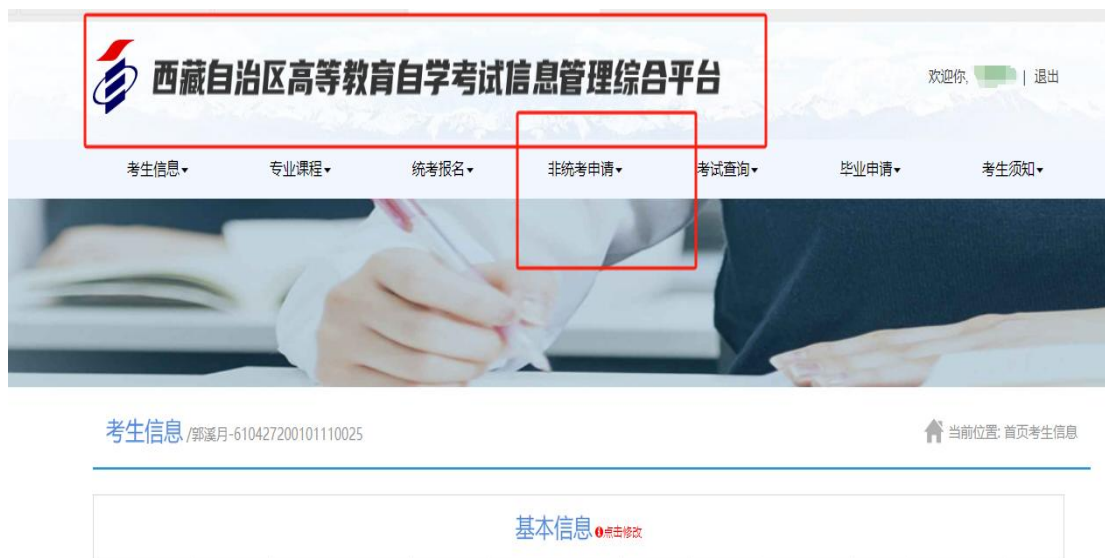 西藏自治区高等教育自学考试信息管理综合平台
欢迎你, | 退出
考生信息▾ 专业课程▾ 统考报名▾ 非统考申请▾ 考试查询▾ 毕业申请▾ 考生须知▾
考生信息 /郭溪月-610427200101110025
当前位置: 首页考生信息
基本信息 点击修改